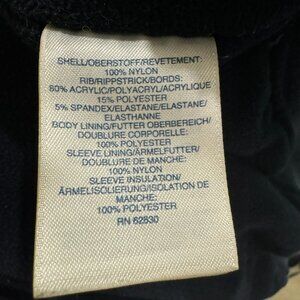 SHELL/OBERSTOFF/REVETEMENT:
100% NYLON
RIB/RIPPSTRICK/BORDS:
80% ACRYLIC/POLYACRYL/ACRYLIQUE
15% POLYESTER
5% SPANDEX/ELASTAN/ELASTANE/
ELASTHANNE
BODY LINING/FUTTER OBERBEREICH/
DOUBLURE CORPORELLE:
100% POLYESTER
SLEEVE LINING/ÄRMELFUTTER/
DOUBLURE DE MANCHE:
100% NYLON
SLEEVE INSULATION/
ÄRMELISOLIERUNG/ISOLATION DE
MANCHE:
100% POLYESTER
RN 62830